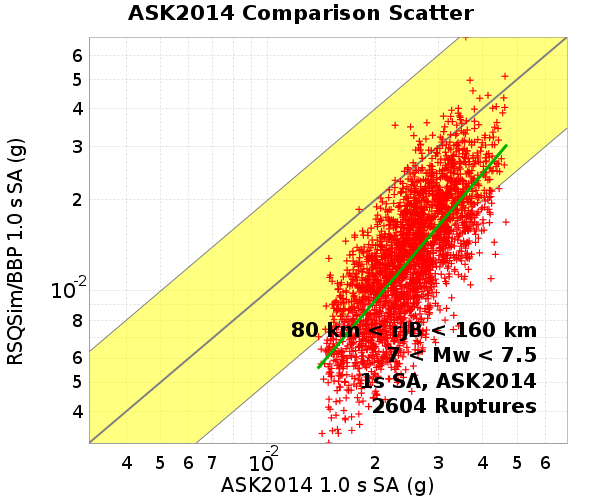 ASK2014 Comparison Scatter
RSQSim/BBP 1.0 s SA (g)
6
5
4
3
2
10-2
8
6
5
4
80 km < rJB < 160 km
7 < Mw < 7.5
1s SA, ASK2014
2604 Ruptures
4 5 6 7 10-2 2 3 4 5 6
ASK2014 1.0 s SA (g)